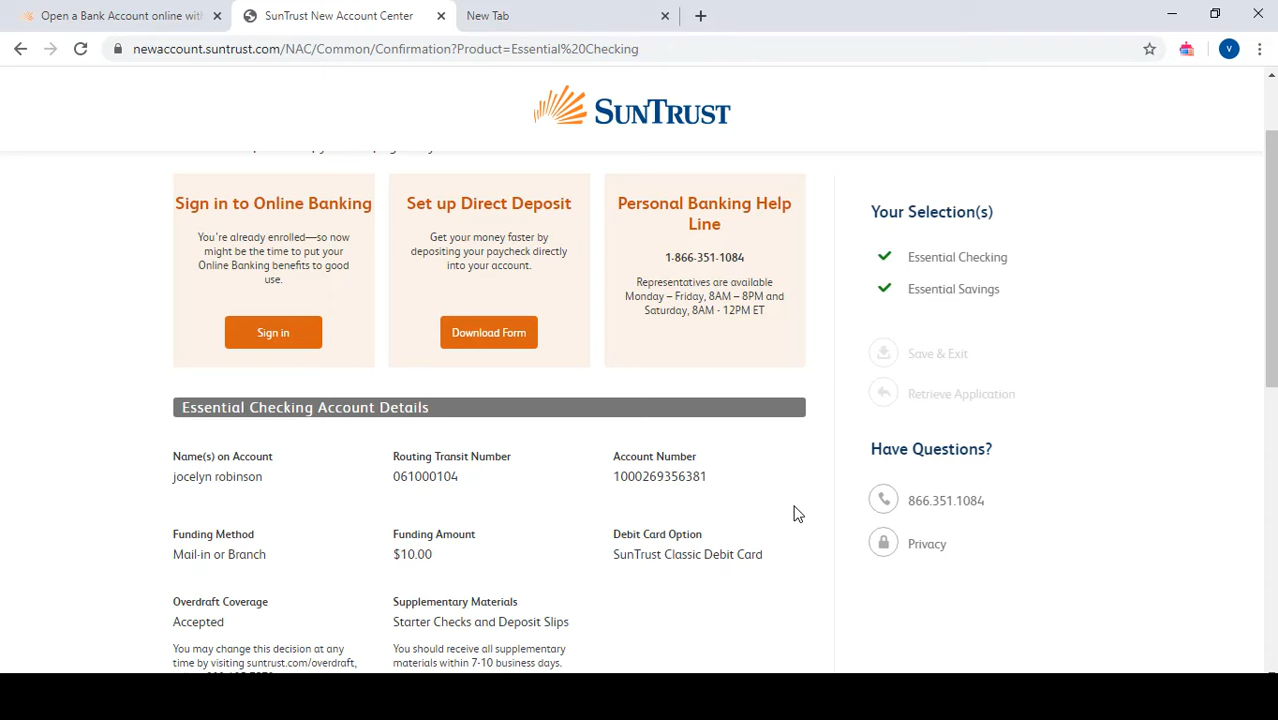 Open a Bank Account online with
SunTrust New Account Center
New Tab
newaccount.suntrust.com/NAC/Common/Confirmation?Product=Essential%20Checking
V
SUNTRUST
Sign in to Online Banking
You're already enrolled—so now
might be the time to put your
Online Banking benefits to good
use.
Sign in
Set up Direct Deposit
Get your money faster by
depositing your paycheck directly
into your account.
Download Form
Personal Banking Help
Line
1-866-351-1084
Representatives are available
Monday – Friday, 8AM – 8PM and
Saturday, 8AM - 12PM ET
Your Selection(s)
Essential Checking
Essential Savings
Save & Exit
Retrieve Application
Have Questions?
866.351.1084
Privacy
Essential Checking Account Details
Name(s) on Account
jocelyn robinson
Routing Transit Number
061000104
Account Number
1000269356381
Funding Method
Mail-in or Branch
Funding Amount
$10.00
Debit Card Option
SunTrust Classic Debit Card
Overdraft Coverage
Accepted
You may change this decision at any
time by visiting suntrust.com/overdraft,
Supplementary Materials
Starter Checks and Deposit Slips
You should receive all supplementary
materials within 7-10 business days.